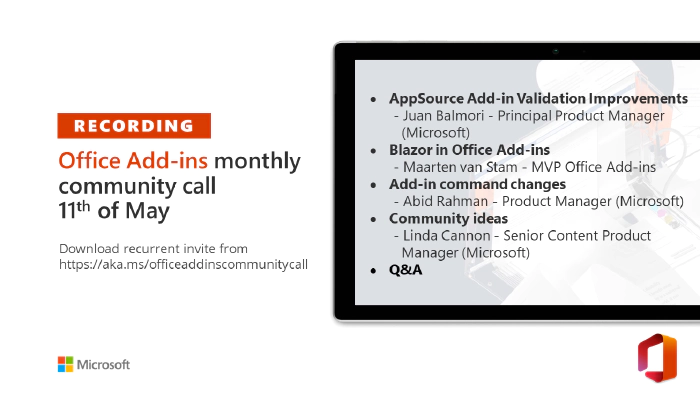 RECORDING
Office Add-ins monthly
community call
11th of May
Download recurrent invite from
https://aka.ms/officeaddinscommunitycall
Microsoft
• AppSource Add-in Validation Improvements
- Juan Balmori - Principal Product Manager
(Microsoft)
• Blazor in Office Add-ins
- Maarten van Stam - MVP Office Add-ins
• Add-in command changes
- Abid Rahman - Product Manager (Microsoft)
• Community ideas
- Linda Cannon - Senior Content Product
Manager (Microsoft)
• Q&A